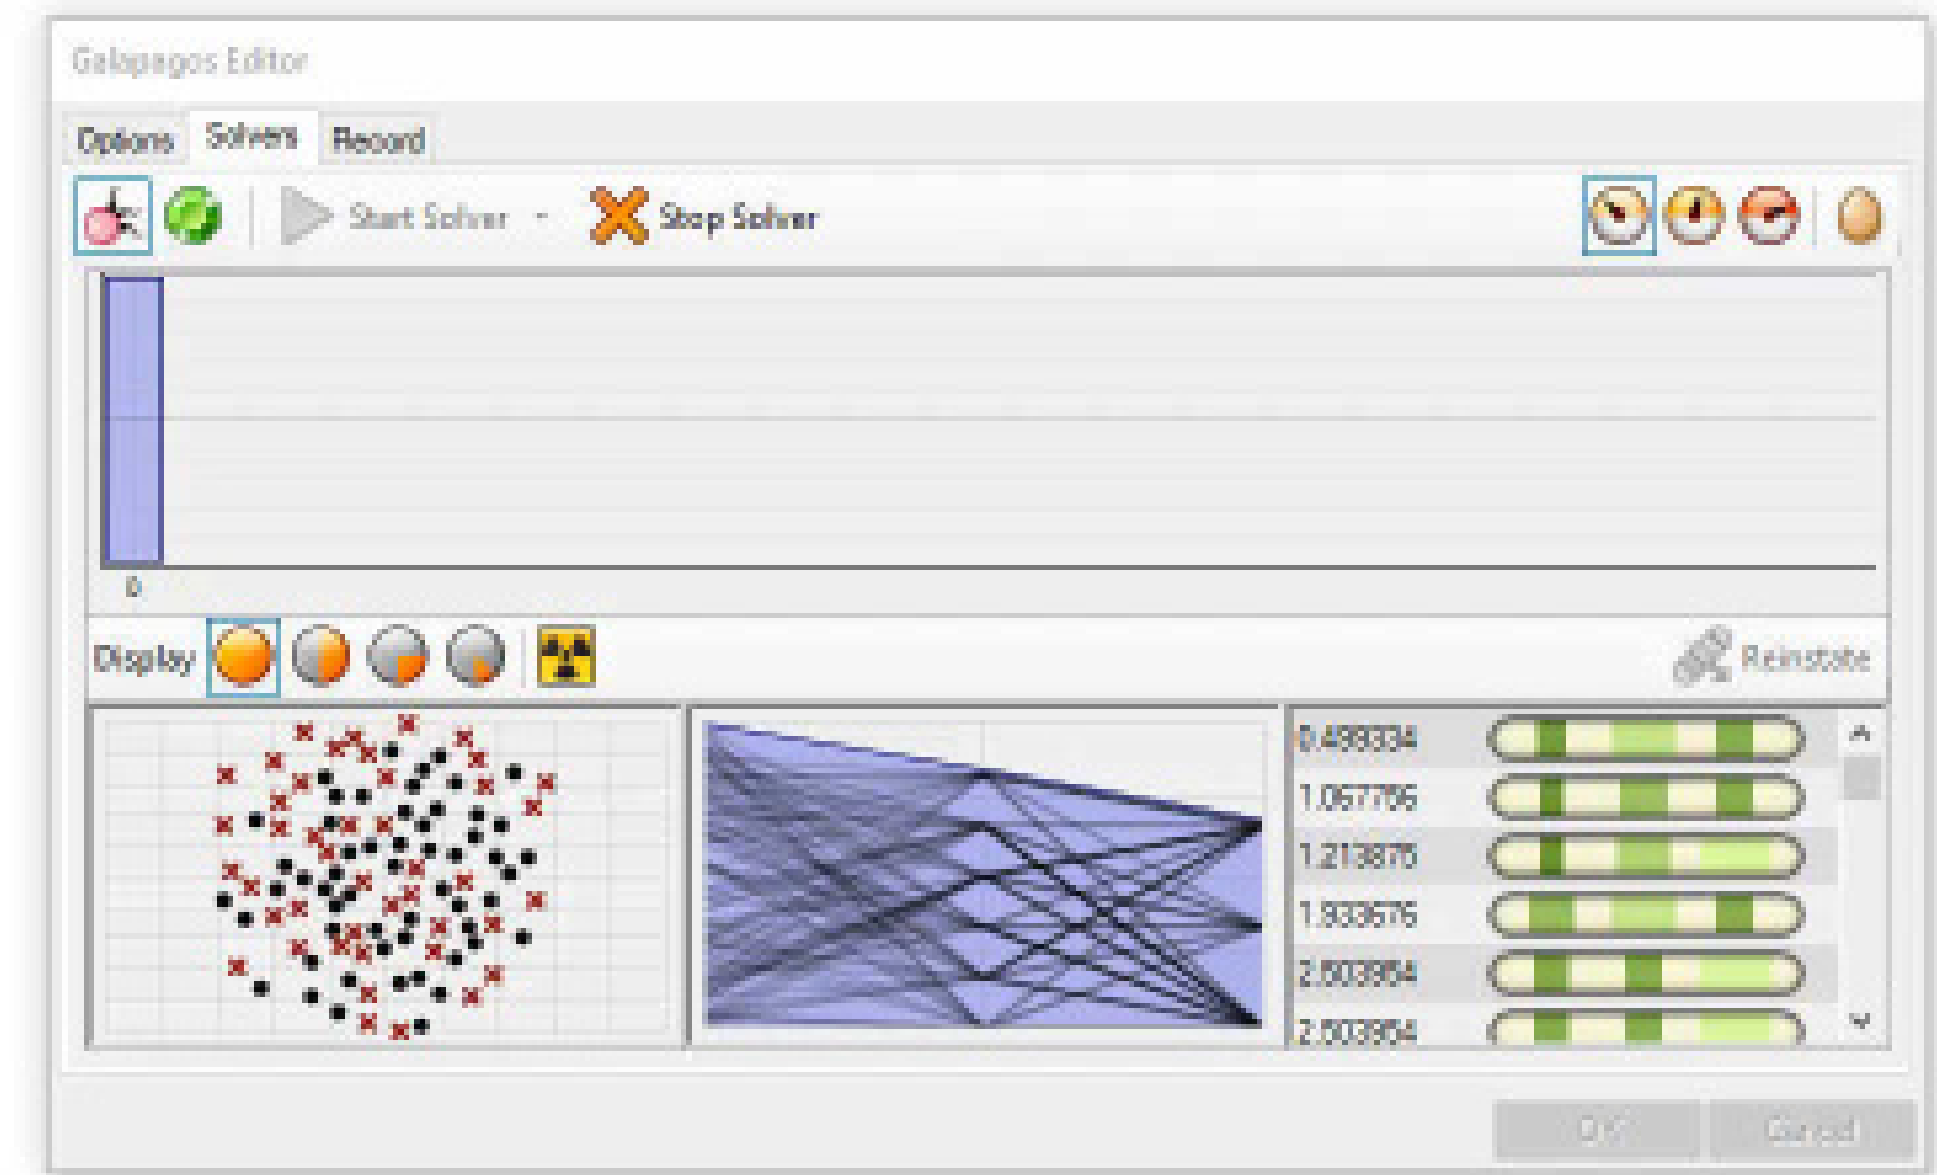 Galapagos Editor
Options Solvers Record
Start Solver Stop Solver
0
Display Reinstate
0.499334
1.067786
1.213876
1.933676
2.503954
2.503954
OK Cancel